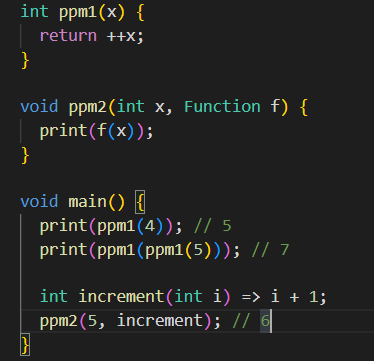 int ppm1(x) {
  return ++x;
}

void ppm2(int x, Function f) {
  print(f(x));
}

void main() {
  print(ppm1(4)); // 5
  print(ppm1(ppm1(5))); // 7

  int increment(int i) => i + 1;
  ppm2(5, increment); // 6
}